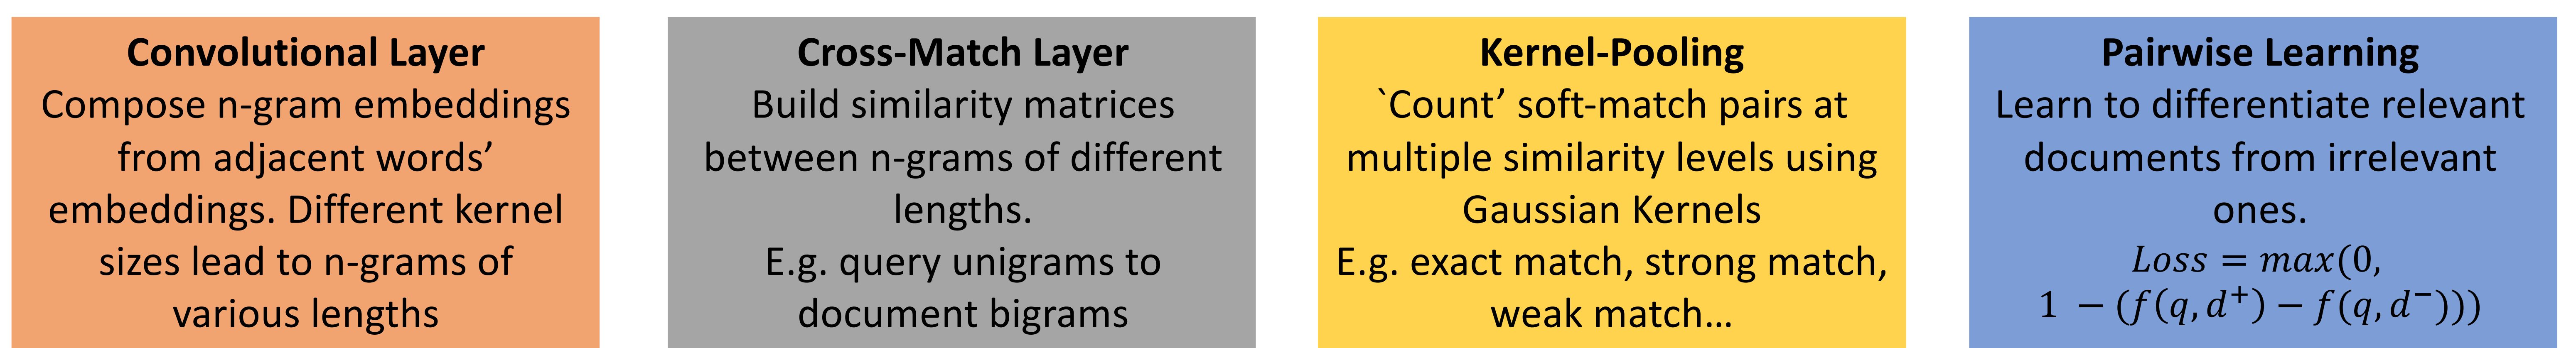 Convolutional Layer
Compose n-gram embeddings
from adjacent words’
embeddings. Different kernel
sizes lead to n-grams of
various lengths
Cross-Match Layer
Build similarity matrices
between n-grams of different
lengths.
E.g. query unigrams to
document bigrams
Kernel-Pooling
`Count’ soft-match pairs at
multiple similarity levels using
Gaussian Kernels
E.g. exact match, strong match,
weak match…
Pairwise Learning
Learn to differentiate relevant
documents from irrelevant
ones.
Loss = max(0,
1 − (f(q, d⁺) − f(q, d⁻)))